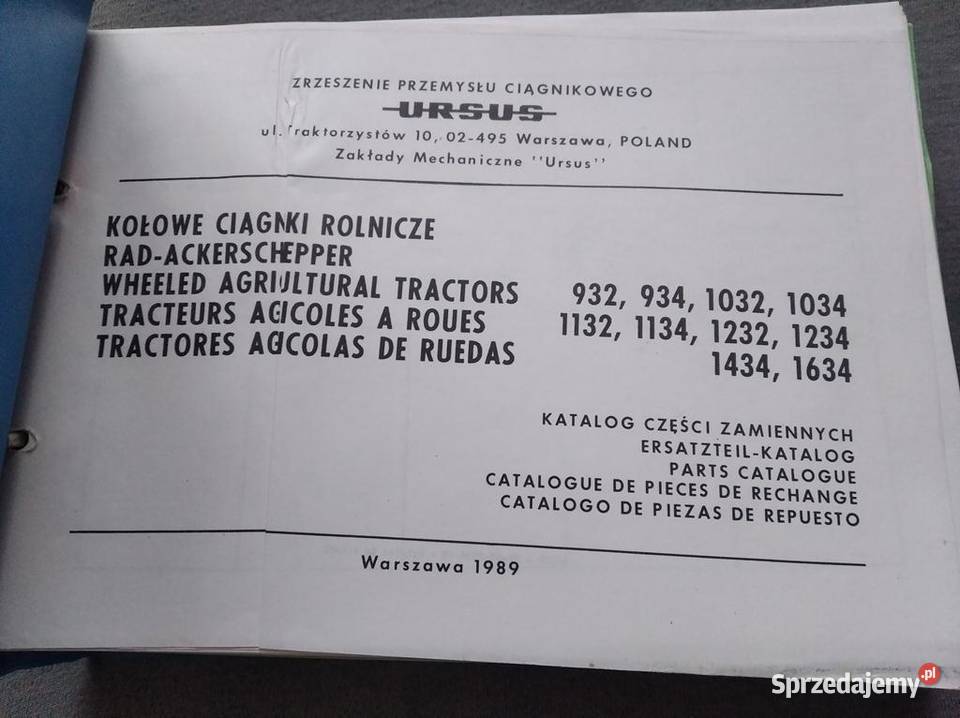 ZRZESZENIE PRZEMYSŁU CIĄGNIKOWEGO
URSUS
ul. Traktorzystów 10, 02-495 Warszawa, POLAND
Zakłady Mechaniczne "Ursus"
KOŁOWE CIĄGNKI ROLNICZE
RAD-ACKERSCHEPPER
WHEELED AGRIULTURAL TRACTORS 932, 934, 1032, 1034
TRACTEURS AGICOLES A ROUES 1132, 1134, 1232, 1234
TRACTORES AGICOLAS DE RUEDAS 1434, 1634
KATALOG CZĘŚCI ZAMIENNYCH
ERSATZTEIL-KATALOG
PARTS CATALOGUE
CATALOGUE DE PIECES DE RECHANGE
CATALOGO DE PIEZAS DE REPUESTO
Warszawa 1989
Sprzedajemy.pl